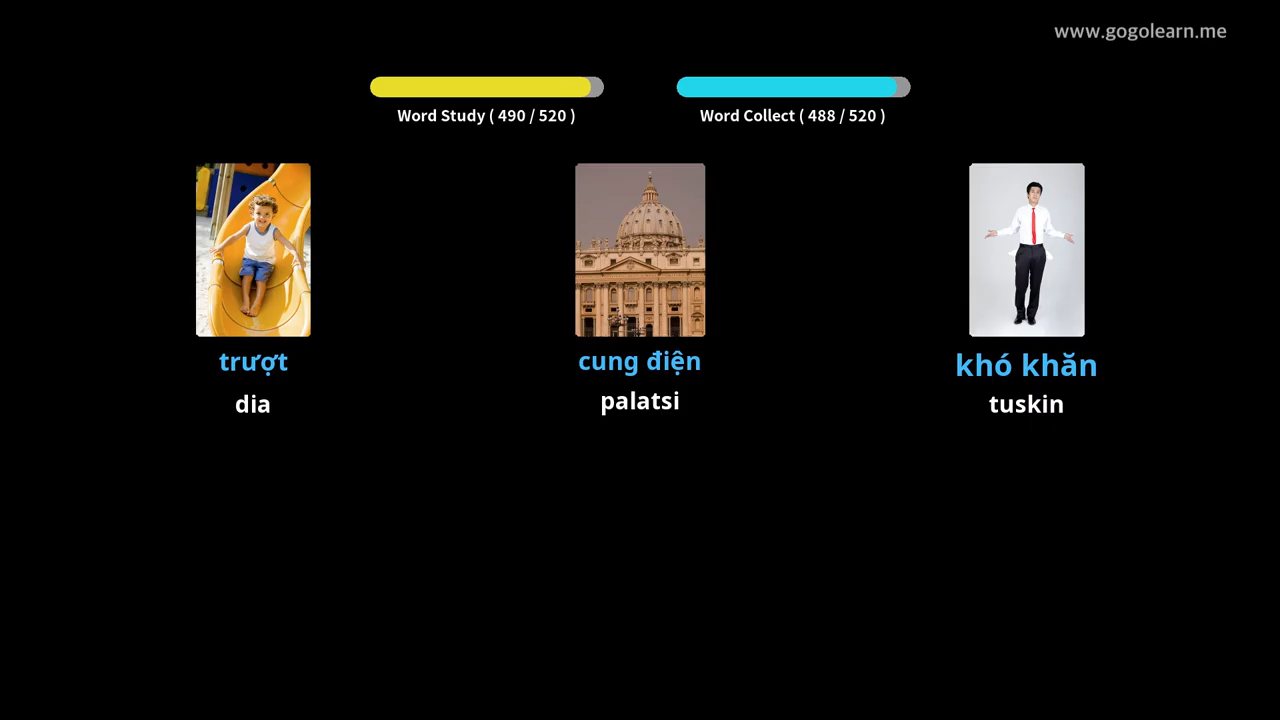 www.gogolearn.me
Word Study ( 490 / 520 )
Word Collect ( 488 / 520 )
trượt
cung điện
khó khăn
dia
palatsi
tuskin